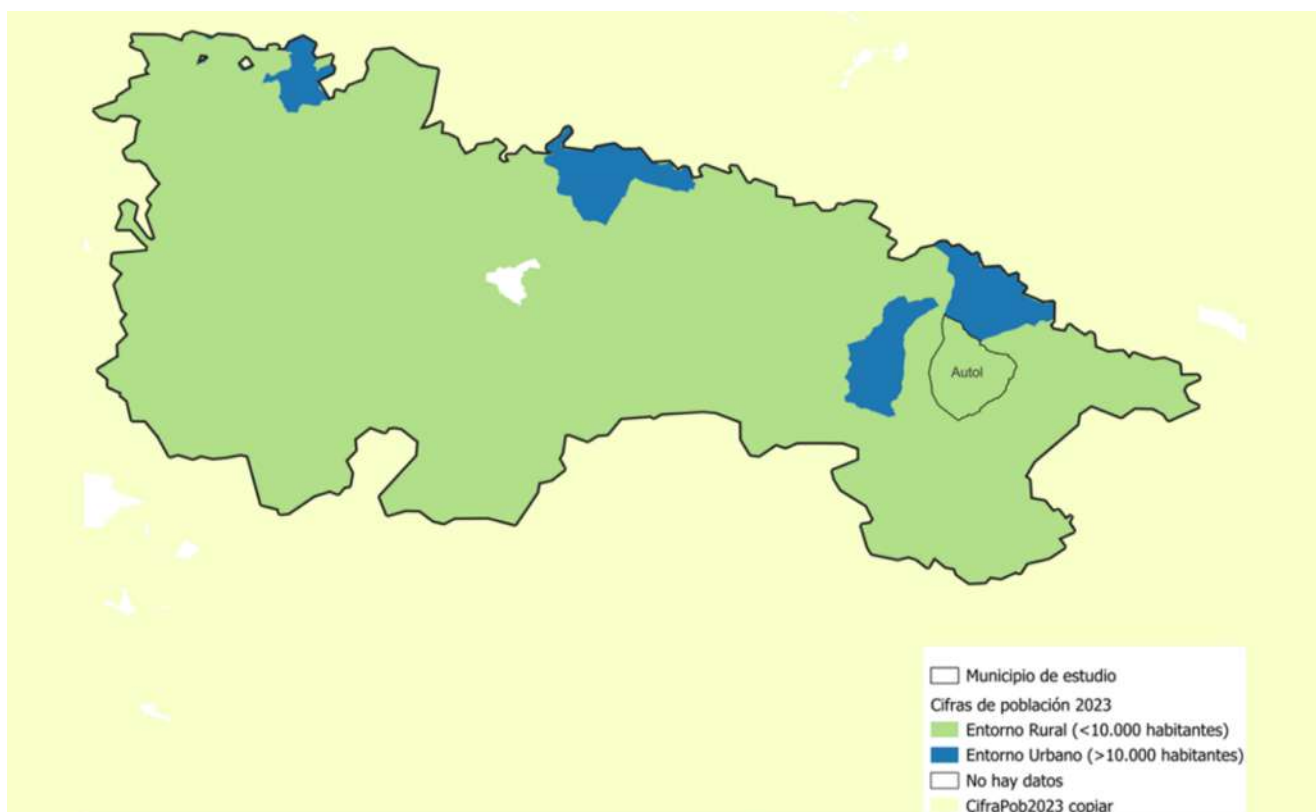 Autol
Municipio de estudio
Cifras de población 2023
Entorno Rural (<10.000 habitantes)
Entorno Urbano (>10.000 habitantes)
No hay datos
CifraPob2023 copiar